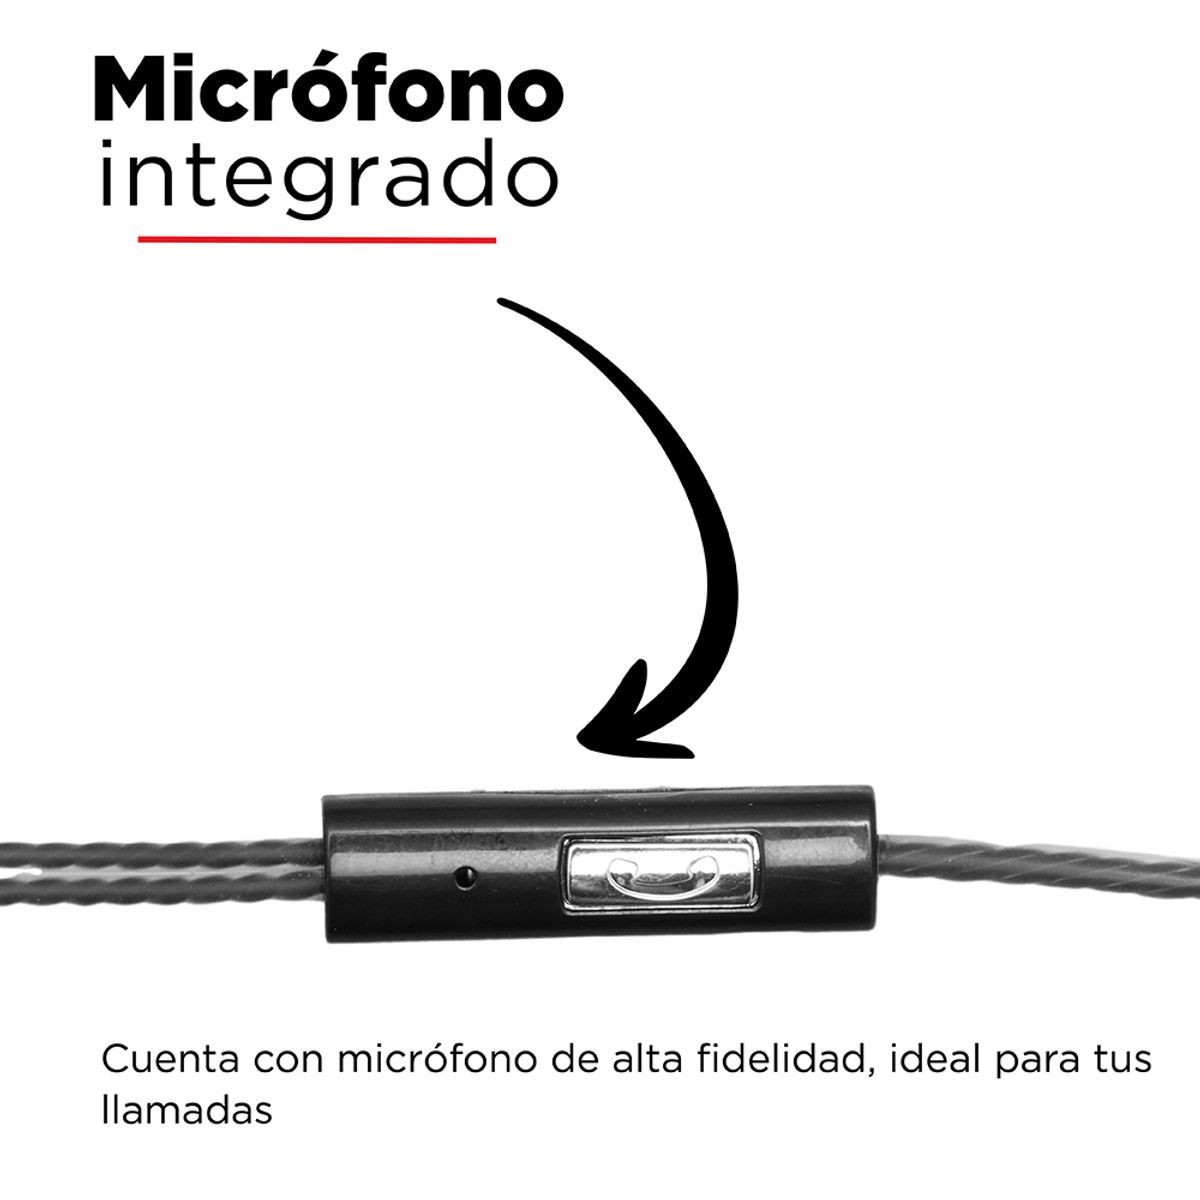 Micrófono
integrado
Cuenta con micrófono de alta fidelidad, ideal para tus
llamadas